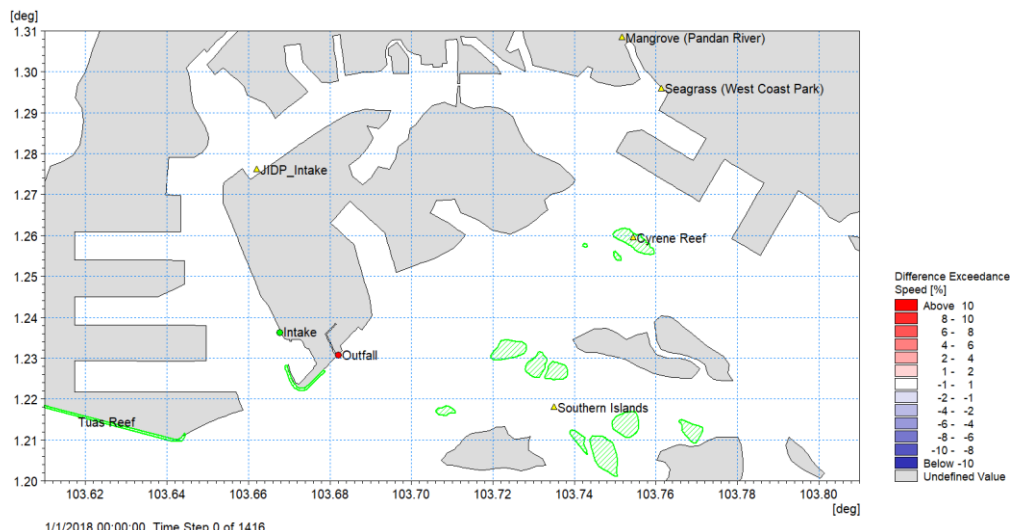 [deg]
1.31
Mangrove (Pandan River)
1.30
Seagrass (West Coast Park)
1.29
1.28
JIDP_Intake
1.27
1.26
Cyrene Reef
1.25
1.24
Intake
1.23
Outfall
1.22
Southern Islands
Tuas Reef
1.21
1.20
103.62 103.64 103.66 103.68 103.70 103.72 103.74 103.76 103.78 103.80
[deg]
1/1/2018 00:00:00 Time Step 0 of 1416
Difference Exceedance
Speed [%]
Above 10
8 - 10
6 - 8
4 - 6
2 - 4
1 - 2
-1 - 1
-2 - -1
-4 - -2
-6 - -4
-8 - -6
-10 - -8
Below -10
Undefined Value